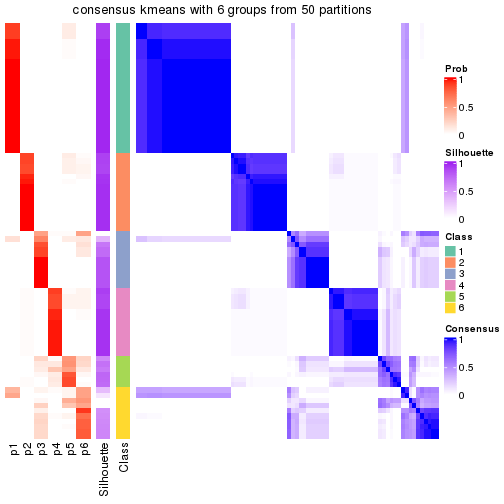 consensus kmeans with 6 groups from 50 partitions
Prob
1
0.5
0
Silhouette
1
0.5
0
Class
1
2
3
4
5
6
Consensus
1
0.5
0
p1
p2
p3
p4
p5
p6
Silhouette
Class